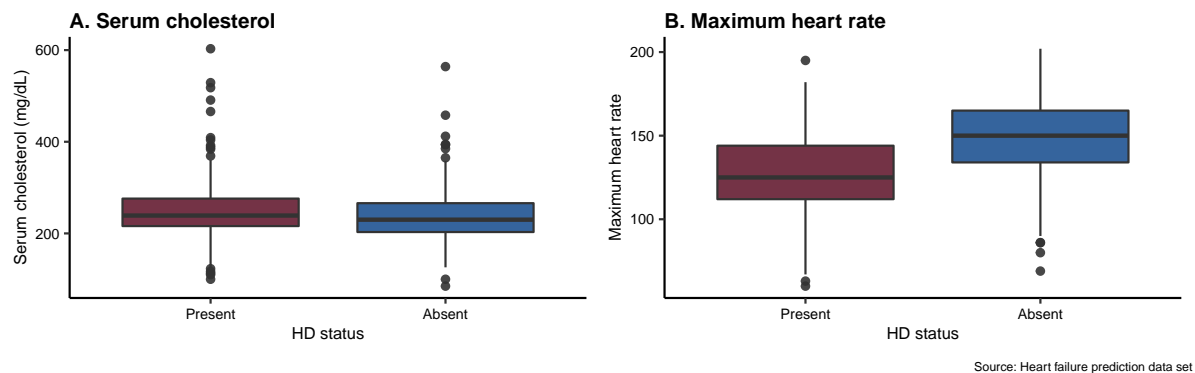 A. Serum cholesterol
Serum cholesterol (mg/dL)
600
400
200
Present
Absent
HD status
B. Maximum heart rate
Maximum heart rate
200
150
100
Present
Absent
HD status
Source: Heart failure prediction data set